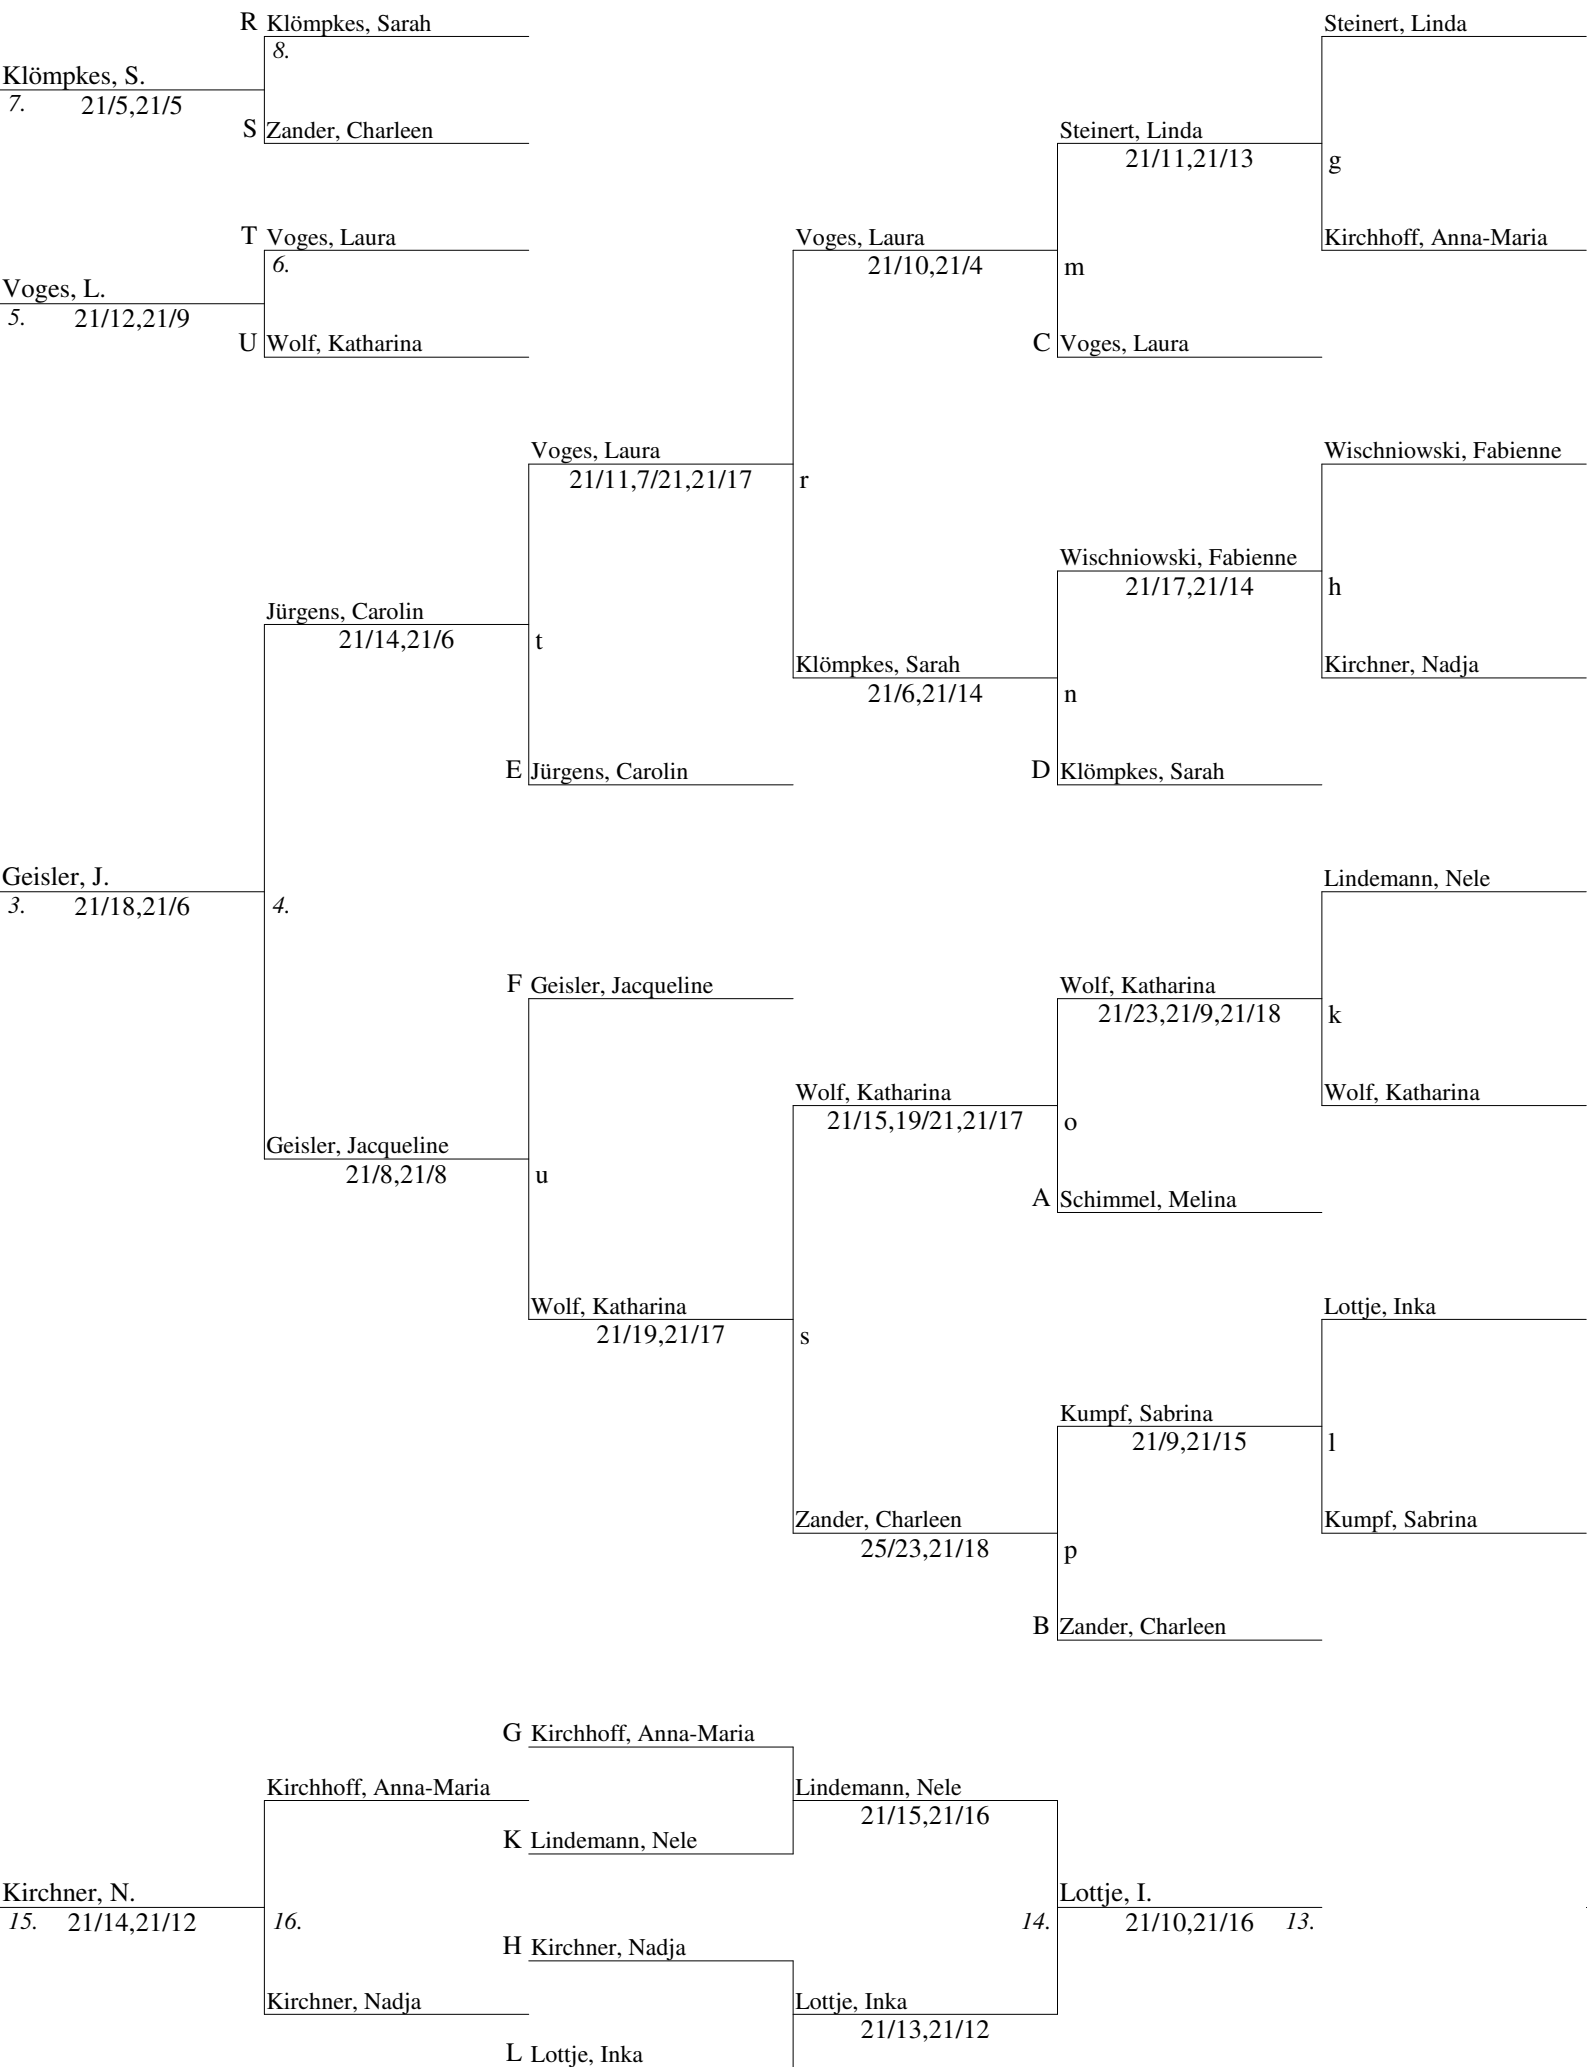 R Klömpkes, Sarah
Steinert, Linda
8.
Klömpkes, S.
7. 21/5,21/5
S Zander, Charleen
Steinert, Linda
21/11,21/13
g
T Voges, Laura
Voges, Laura
Kirchhoff, Anna-Maria
6.
21/10,21/4
m
Voges, L.
5. 21/12,21/9
U Wolf, Katharina
C Voges, Laura
Voges, Laura
Wischniowski, Fabienne
21/11,7/21,21/17
r
Wischniowski, Fabienne
21/17,21/14
h
Jürgens, Carolin
21/14,21/6
t
Klömpkes, Sarah
Kirchner, Nadja
21/6,21/14
n
E Jürgens, Carolin
D Klömpkes, Sarah
Geisler, J.
Lindemann, Nele
3. 21/18,21/6
4.
F Geisler, Jacqueline
Wolf, Katharina
21/23,21/9,21/18
k
Wolf, Katharina
Wolf, Katharina
21/15,19/21,21/17
o
Geisler, Jacqueline
21/8,21/8
u
A Schimmel, Melina
Wolf, Katharina
Lottje, Inka
21/19,21/17
s
Kumpf, Sabrina
21/9,21/15
l
Zander, Charleen
Kumpf, Sabrina
25/23,21/18
p
B Zander, Charleen
G Kirchhoff, Anna-Maria
Kirchhoff, Anna-Maria
Lindemann, Nele
21/15,21/16
K Lindemann, Nele
Kirchner, N.
Lottje, I.
15. 21/14,21/12
16.
14.
21/10,21/16 13.
H Kirchner, Nadja
Kirchner, Nadja
Lottje, Inka
21/13,21/12
L Lottje, Inka